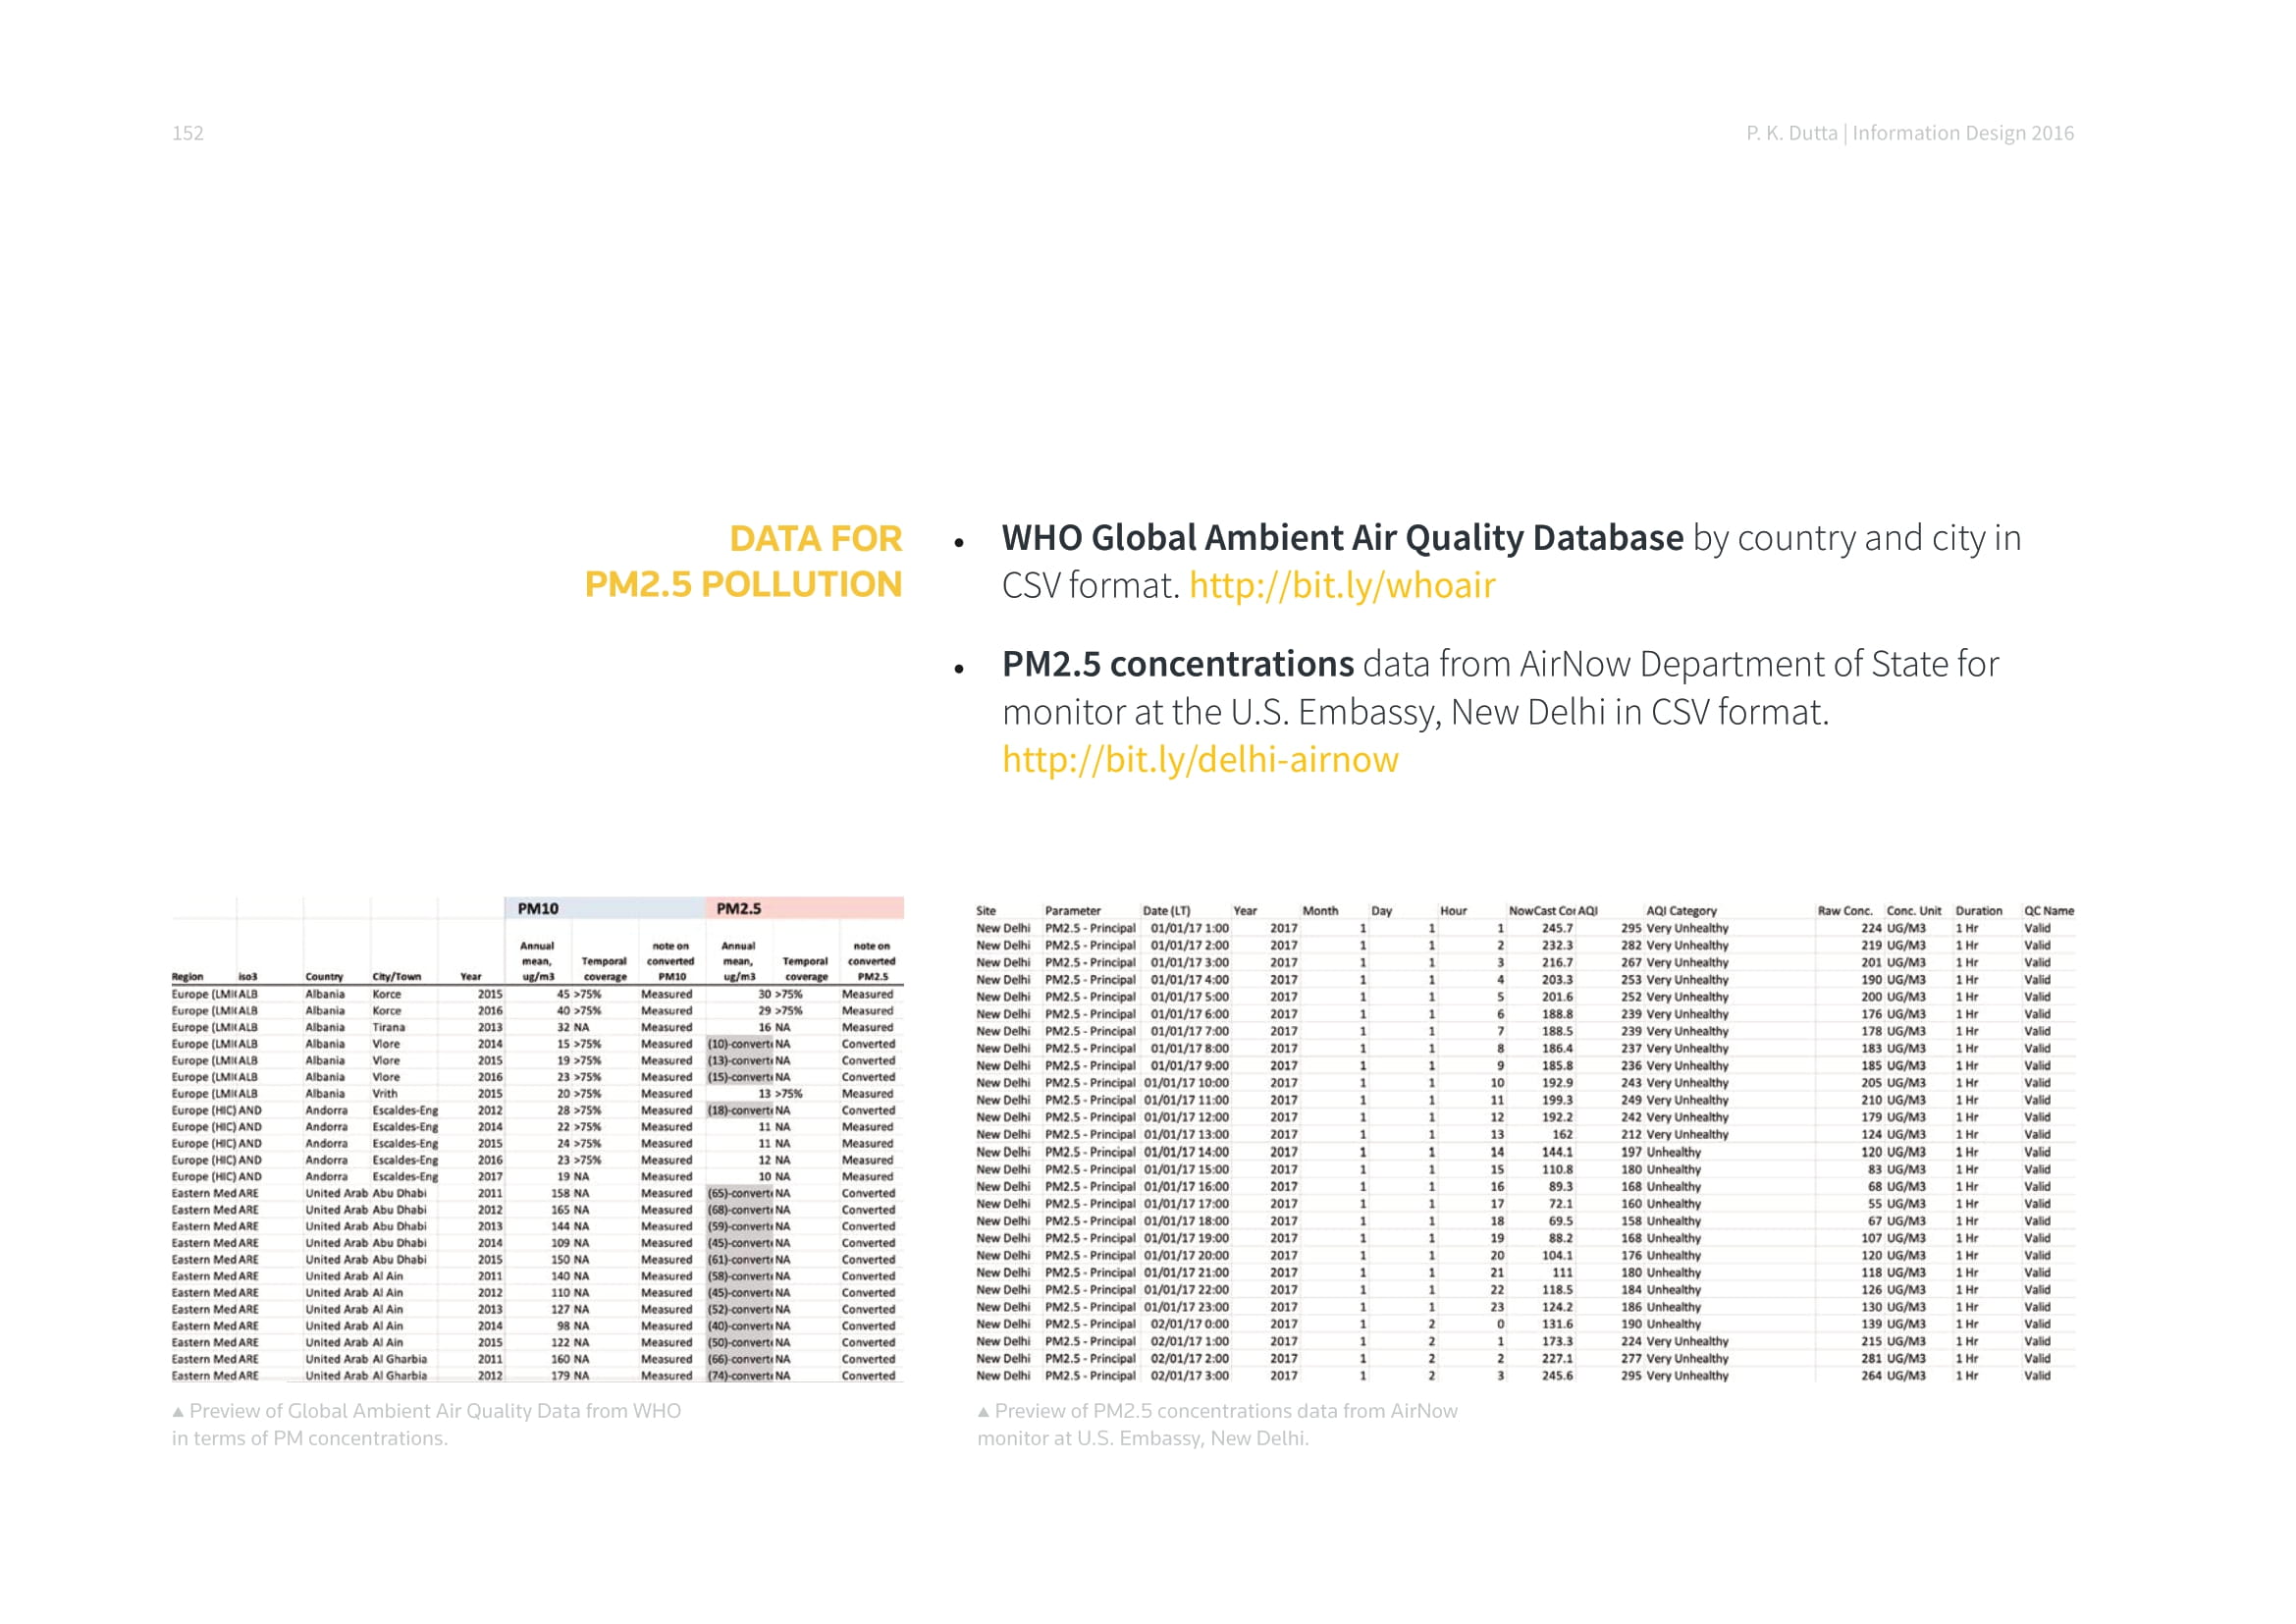 152
P. K. Dutta | Information Design 2016
DATA FOR
PM2.5 POLLUTION
• WHO Global Ambient Air Quality Database by country and city in
CSV format. http://bit.ly/whoair
• PM2.5 concentrations data from AirNow Department of State for
monitor at the U.S. Embassy, New Delhi in CSV format.
http://bit.ly/delhi-airnow
PM10 PM2.5
Annual note on Annual note on
mean, Temporal converted mean, Temporal converted
Region iso3 Country City/Town Year ug/m3 coverage PM10 ug/m3 coverage PM2.5
Europe (LMI ALB Albania Korce 2015 45 >75% Measured 30 >75% Measured
Europe (LMI ALB Albania Korce 2016 40 >75% Measured 29 >75% Measured
Europe (LMI ALB Albania Tirana 2013 32 NA Measured 16 NA Measured
Europe (LMI ALB Albania Vlore 2014 15 >75% Measured (10)-convert NA Converted
Europe (LMI ALB Albania Vlore 2015 19 >75% Measured (13)-convert NA Converted
Europe (LMI ALB Albania Vlore 2016 23 >75% Measured (15)-convert NA Converted
Europe (LMI ALB Albania Vrith 2015 20 >75% Measured 13 >75% Measured
Europe (HIC) AND Andorra Escaldes-Eng 2012 28 >75% Measured (18)-convert NA Converted
Europe (HIC) AND Andorra Escaldes-Eng 2014 22 >75% Measured 11 NA Measured
Europe (HIC) AND Andorra Escaldes-Eng 2015 24 >75% Measured 11 NA Measured
Europe (HIC) AND Andorra Escaldes-Eng 2016 23 >75% Measured 12 NA Measured
Europe (HIC) AND Andorra Escaldes-Eng 2017 19 NA Measured 10 NA Measured
Eastern Med ARE United Arab Abu Dhabi 2011 158 NA Measured (65)-convert NA Converted
Eastern Med ARE United Arab Abu Dhabi 2012 165 NA Measured (68)-convert NA Converted
Eastern Med ARE United Arab Abu Dhabi 2013 144 NA Measured (59)-convert NA Converted
Eastern Med ARE United Arab Abu Dhabi 2014 109 NA Measured (45)-convert NA Converted
Eastern Med ARE United Arab Abu Dhabi 2015 150 NA Measured (61)-convert NA Converted
Eastern Med ARE United Arab Al Ain 2011 140 NA Measured (58)-convert NA Converted
Eastern Med ARE United Arab Al Ain 2012 110 NA Measured (45)-convert NA Converted
Eastern Med ARE United Arab Al Ain 2013 127 NA Measured (52)-convert NA Converted
Eastern Med ARE United Arab Al Ain 2014 98 NA Measured (40)-convert NA Converted
Eastern Med ARE United Arab Al Ain 2015 122 NA Measured (50)-convert NA Converted
Eastern Med ARE United Arab Al Gharbia 2011 160 NA Measured (66)-convert NA Converted
Eastern Med ARE United Arab Al Gharbia 2012 179 NA Measured (74)-convert NA Converted
▲ Preview of Global Ambient Air Quality Data from WHO
in terms of PM concentrations.
Site Parameter Date (LT) Year Month Day Hour NowCast Cor AQI AQI Category Raw Conc. Conc. Unit Duration QC Name
New Delhi PM2.5 - Principal 01/01/17 1:00 2017 1 1 1 245.7 295 Very Unhealthy 224 UG/M3 1 Hr Valid
New Delhi PM2.5 - Principal 01/01/17 2:00 2017 1 1 2 232.3 282 Very Unhealthy 219 UG/M3 1 Hr Valid
New Delhi PM2.5 - Principal 01/01/17 3:00 2017 1 1 3 216.7 267 Very Unhealthy 201 UG/M3 1 Hr Valid
New Delhi PM2.5 - Principal 01/01/17 4:00 2017 1 1 4 203.3 253 Very Unhealthy 190 UG/M3 1 Hr Valid
New Delhi PM2.5 - Principal 01/01/17 5:00 2017 1 1 5 201.6 252 Very Unhealthy 200 UG/M3 1 Hr Valid
New Delhi PM2.5 - Principal 01/01/17 6:00 2017 1 1 6 188.8 239 Very Unhealthy 176 UG/M3 1 Hr Valid
New Delhi PM2.5 - Principal 01/01/17 7:00 2017 1 1 7 188.5 239 Very Unhealthy 178 UG/M3 1 Hr Valid
New Delhi PM2.5 - Principal 01/01/17 8:00 2017 1 1 8 186.4 237 Very Unhealthy 183 UG/M3 1 Hr Valid
New Delhi PM2.5 - Principal 01/01/17 9:00 2017 1 1 9 185.8 236 Very Unhealthy 185 UG/M3 1 Hr Valid
New Delhi PM2.5 - Principal 01/01/17 10:00 2017 1 1 10 192.9 243 Very Unhealthy 205 UG/M3 1 Hr Valid
New Delhi PM2.5 - Principal 01/01/17 11:00 2017 1 1 11 199.3 249 Very Unhealthy 210 UG/M3 1 Hr Valid
New Delhi PM2.5 - Principal 01/01/17 12:00 2017 1 1 12 192.2 242 Very Unhealthy 179 UG/M3 1 Hr Valid
New Delhi PM2.5 - Principal 01/01/17 13:00 2017 1 1 13 162 212 Very Unhealthy 124 UG/M3 1 Hr Valid
New Delhi PM2.5 - Principal 01/01/17 14:00 2017 1 1 14 144.1 197 Unhealthy 120 UG/M3 1 Hr Valid
New Delhi PM2.5 - Principal 01/01/17 15:00 2017 1 1 15 110.8 180 Unhealthy 83 UG/M3 1 Hr Valid
New Delhi PM2.5 - Principal 01/01/17 16:00 2017 1 1 16 89.3 168 Unhealthy 68 UG/M3 1 Hr Valid
New Delhi PM2.5 - Principal 01/01/17 17:00 2017 1 1 17 72.1 160 Unhealthy 55 UG/M3 1 Hr Valid
New Delhi PM2.5 - Principal 01/01/17 18:00 2017 1 1 18 69.5 158 Unhealthy 67 UG/M3 1 Hr Valid
New Delhi PM2.5 - Principal 01/01/17 19:00 2017 1 1 19 88.2 168 Unhealthy 107 UG/M3 1 Hr Valid
New Delhi PM2.5 - Principal 01/01/17 20:00 2017 1 1 20 104.1 176 Unhealthy 120 UG/M3 1 Hr Valid
New Delhi PM2.5 - Principal 01/01/17 21:00 2017 1 1 21 111 180 Unhealthy 118 UG/M3 1 Hr Valid
New Delhi PM2.5 - Principal 01/01/17 22:00 2017 1 1 22 118.5 184 Unhealthy 126 UG/M3 1 Hr Valid
New Delhi PM2.5 - Principal 01/01/17 23:00 2017 1 1 23 124.2 186 Unhealthy 130 UG/M3 1 Hr Valid
New Delhi PM2.5 - Principal 02/01/17 0:00 2017 1 2 0 131.6 190 Unhealthy 139 UG/M3 1 Hr Valid
New Delhi PM2.5 - Principal 02/01/17 1:00 2017 1 2 1 173.3 224 Very Unhealthy 215 UG/M3 1 Hr Valid
New Delhi PM2.5 - Principal 02/01/17 2:00 2017 1 2 2 227.1 277 Very Unhealthy 281 UG/M3 1 Hr Valid
New Delhi PM2.5 - Principal 02/01/17 3:00 2017 1 2 3 245.6 295 Very Unhealthy 264 UG/M3 1 Hr Valid
▲ Preview of PM2.5 concentrations data from AirNow
monitor at U.S. Embassy, New Delhi.